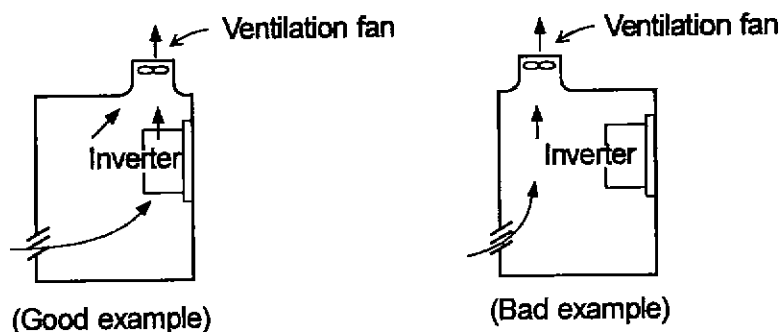 Ventilation fan
Inverter
(Good example)
Ventilation fan
Inverter
(Bad example)